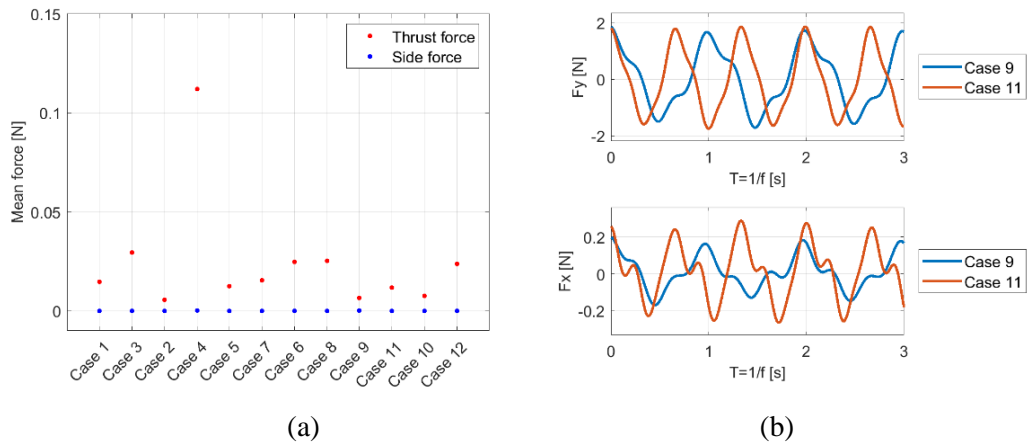 0.15
0.1
0.05
0
Mean force [N]
Thrust force
Side force
Case 1
Case 3
Case 2
Case 4
Case 5
Case 7
Case 6
Case 8
Case 9
Case 11
Case 10
Case 12
(a)
2
0
-2
Fy [N]
0 1 2 3
T=1/f [s]
Case 9
Case 11
0.2
0
-0.2
Fx [N]
0 1 2 3
T=1/f [s]
Case 9
Case 11
(b)